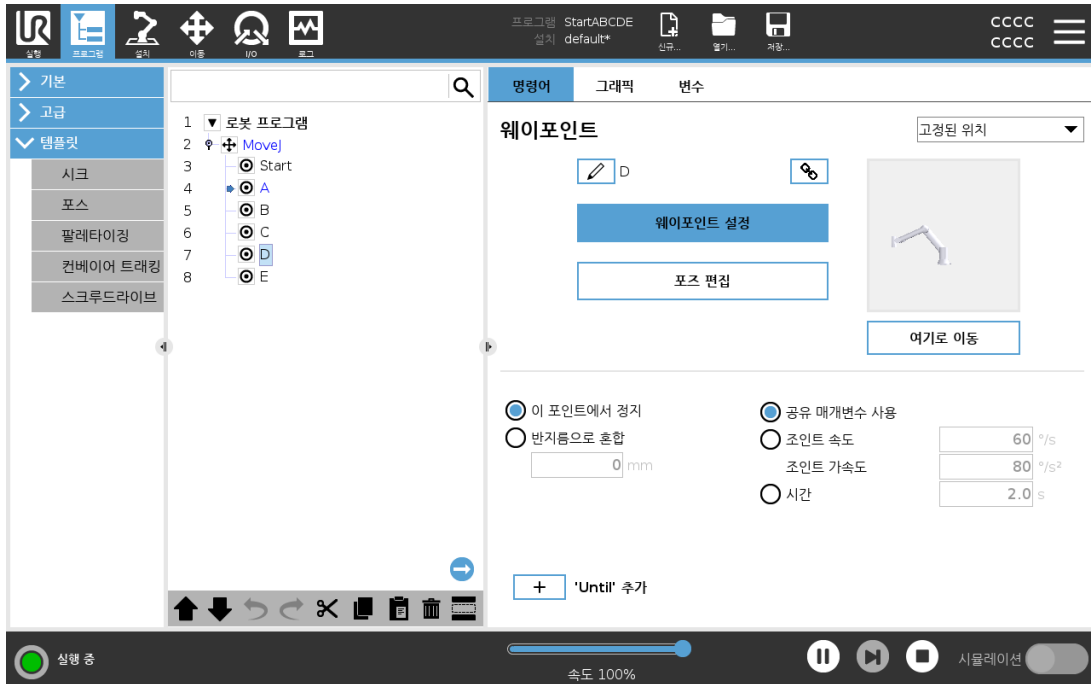 UR
프로그램 StartABCDE
설치 default*
cccc
cccc
실행
프로그램
설치
이동
I/O
로그
신규...
열기...
저장...
기본
고급
템플릿
시크
포스
팔레타이징
컨베이어 트래킹
스크루드라이브
1 로봇 프로그램
2 MoveJ
3 Start
4 A
5 B
6 C
7 D
8 E
명령어 그래픽 변수
웨이포인트
고정된 위치
D
웨이포인트 설정
포즈 편집
여기로 이동
이 포인트에서 정지
반지름으로 혼합
0 mm
공유 매개변수 사용
조인트 속도 60 °/s
조인트 가속도 80 °/s²
시간 2.0 s
+ 'Until' 추가
실행 중
속도 100%
시뮬레이션